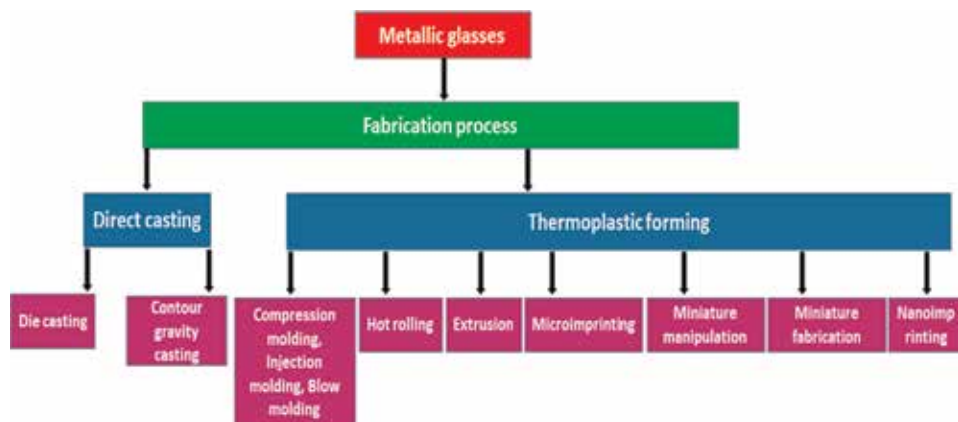 Metallic glasses
Fabrication process
Direct casting
Thermoplastic forming
Die casting
Contour
gravity
casting
Compression
molding,
Injection
molding, Blow
molding
Hot rolling
Extrusion
Microimprinting
Miniature
manipulation
Miniature
fabrication
Nanoimp
rinting